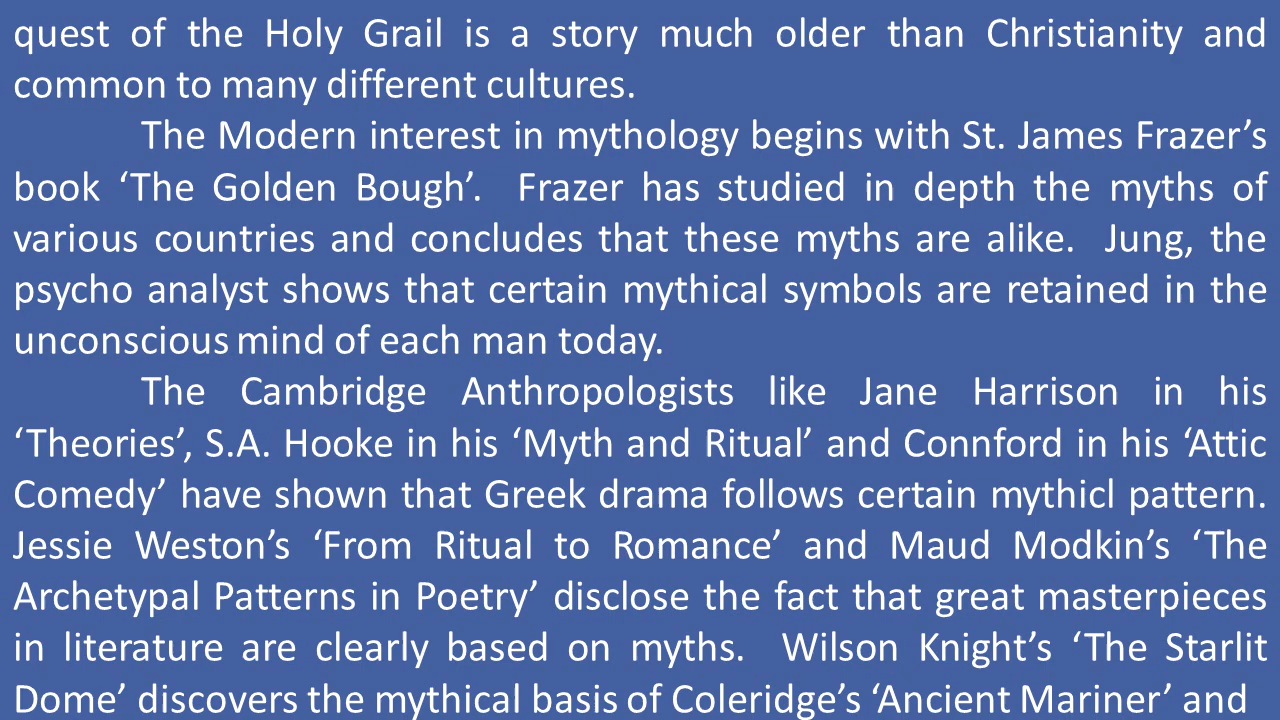 quest of the Holy Grail is a story much older than Christianity and
common to many different cultures.
The Modern interest in mythology begins with St. James Frazer’s
book ‘The Golden Bough’. Frazer has studied in depth the myths of
various countries and concludes that these myths are alike. Jung, the
psycho analyst shows that certain mythical symbols are retained in the
unconscious mind of each man today.
The Cambridge Anthropologists like Jane Harrison in his
‘Theories’, S.A. Hooke in his ‘Myth and Ritual’ and Connford in his ‘Attic
Comedy’ have shown that Greek drama follows certain mythicl pattern.
Jessie Weston’s ‘From Ritual to Romance’ and Maud Modkin’s ‘The
Archetypal Patterns in Poetry’ disclose the fact that great masterpieces
in literature are clearly based on myths. Wilson Knight’s ‘The Starlit
Dome’ discovers the mythical basis of Coleridge’s ‘Ancient Mariner’ and